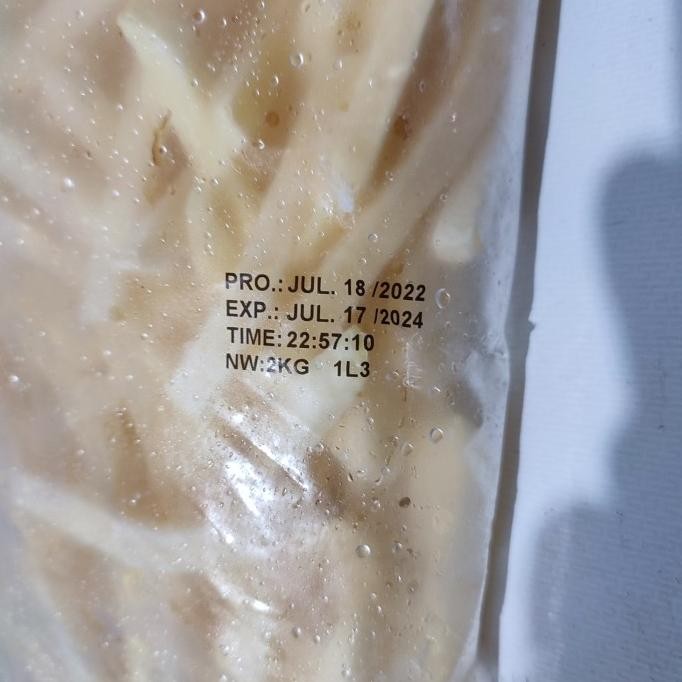 PRO.: JUL. 18 /2022
EXP.: JUL. 17 /2024
TIME: 22:57:10
NW:2KG 1L3